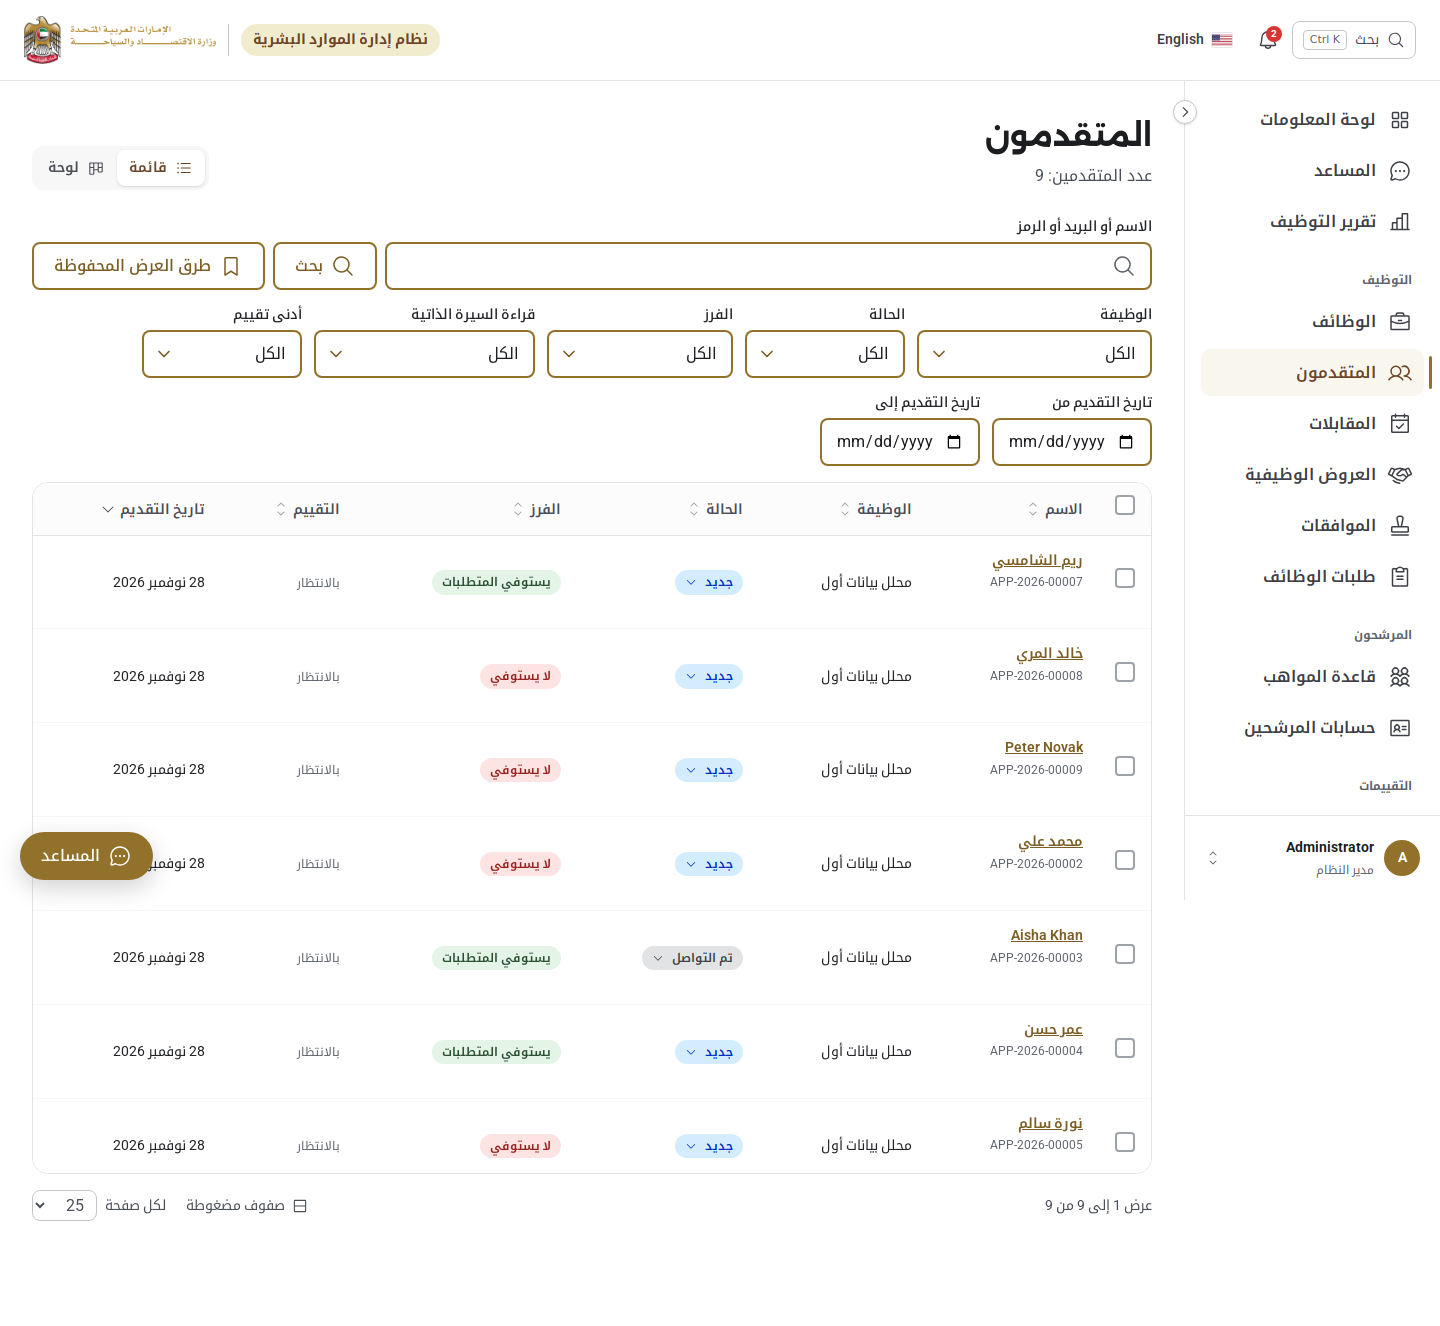 الإمارات العربية المتحدة
وزارة الاقتصاد والسياحة
نظام إدارة الموارد البشرية
English
2
بحث
Ctrl K
لوحة المعلومات
المساعد
تقرير التوظيف
التوظيف
الوظائف
المتقدمون
المقابلات
العروض الوظيفية
الموافقات
طلبات الوظائف
المرشحون
قاعدة المواهب
حسابات المرشحين
التقييمات
A
Administrator
مدير النظام
المتقدمون
عدد المتقدمين: 9
قائمة
لوحة
الاسم أو البريد أو الرمز
بحث
طرق العرض المحفوظة
الوظيفة
الحالة
الفرز
قراءة السيرة الذاتية
أدنى تقييم
الكل
الكل
الكل
الكل
الكل
تاريخ التقديم من
تاريخ التقديم إلى
mm/dd/yyyy
mm/dd/yyyy
الاسم
الوظيفة
الحالة
الفرز
التقييم
تاريخ التقديم
ريم الشامسي
APP-2026-00007
محلل بيانات أول
جديد
يستوفي المتطلبات
بالانتظار
28 نوفمبر 2026
خالد المري
APP-2026-00008
محلل بيانات أول
جديد
لا يستوفي
بالانتظار
28 نوفمبر 2026
Peter Novak
APP-2026-00009
محلل بيانات أول
جديد
لا يستوفي
بالانتظار
28 نوفمبر 2026
محمد علي
APP-2026-00002
محلل بيانات أول
جديد
لا يستوفي
بالانتظار
28 نوفمبر
المساعد
Aisha Khan
APP-2026-00003
محلل بيانات أول
تم التواصل
يستوفي المتطلبات
بالانتظار
28 نوفمبر 2026
عمر حسن
APP-2026-00004
محلل بيانات أول
جديد
يستوفي المتطلبات
بالانتظار
28 نوفمبر 2026
نورة سالم
APP-2026-00005
محلل بيانات أول
جديد
لا يستوفي
بالانتظار
28 نوفمبر 2026
عرض 1 إلى 9 من 9
صفوف مضغوطة
لكل صفحة
25